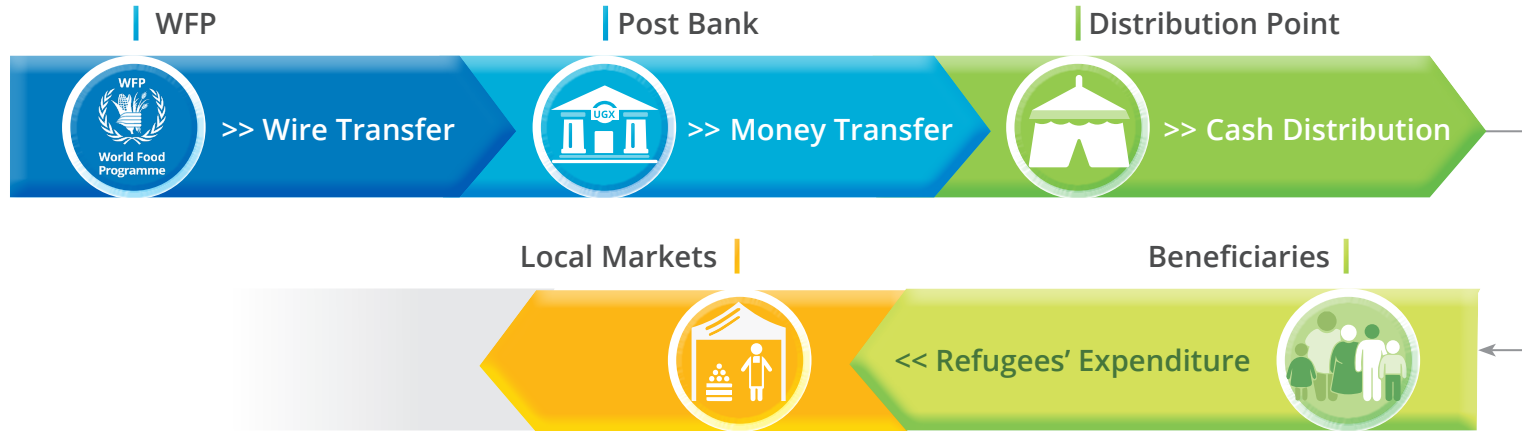 WFP
Post Bank
Distribution Point
WFP
World Food
Programme
>> Wire Transfer
UGX
>> Money Transfer
>> Cash Distribution
Local Markets
Beneficiaries
<< Refugees’ Expenditure